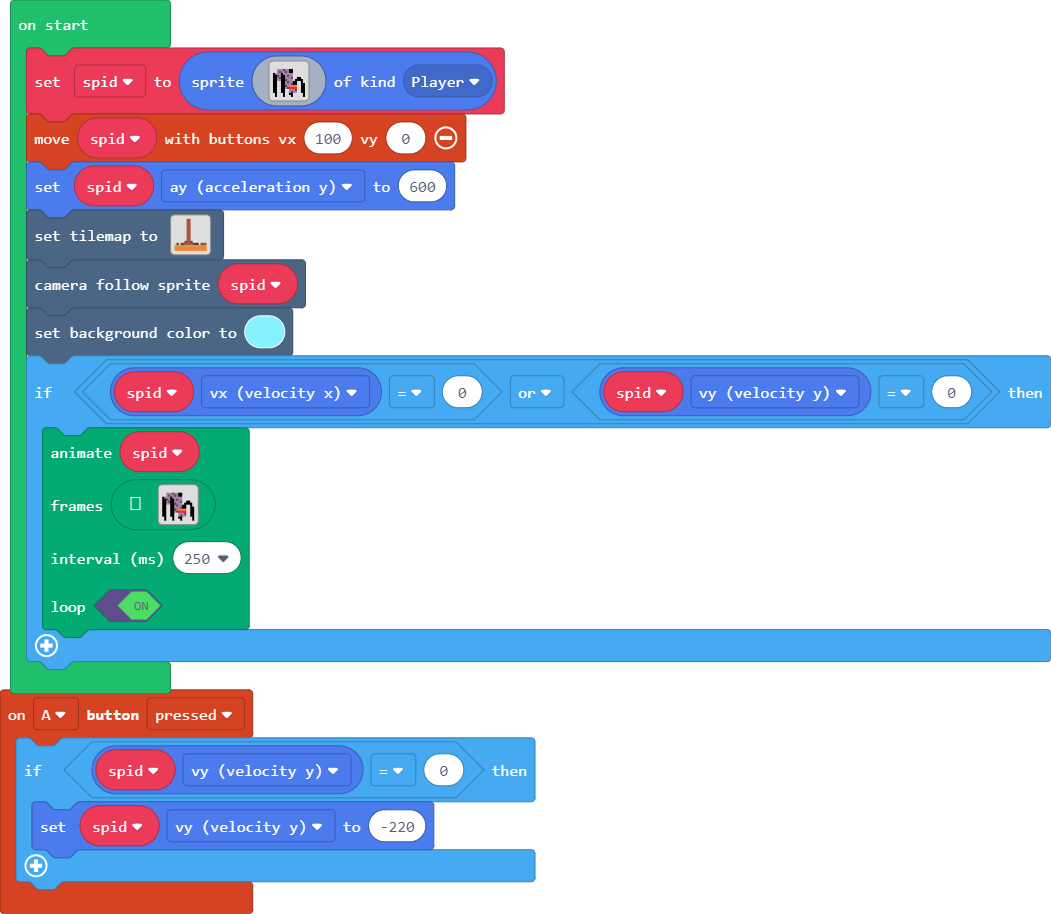 on start
set spid to sprite of kind Player
move spid with buttons vx 100 vy 0
set spid ay (acceleration y) to 600
set tilemap to
camera follow sprite spid
set background color to
if spid vx (velocity x) = 0 or spid vy (velocity y) = 0 then
animate spid
frames
interval (ms) 250
loop ON
on A button pressed
if spid vy (velocity y) = 0 then
set spid vy (velocity y) to -220